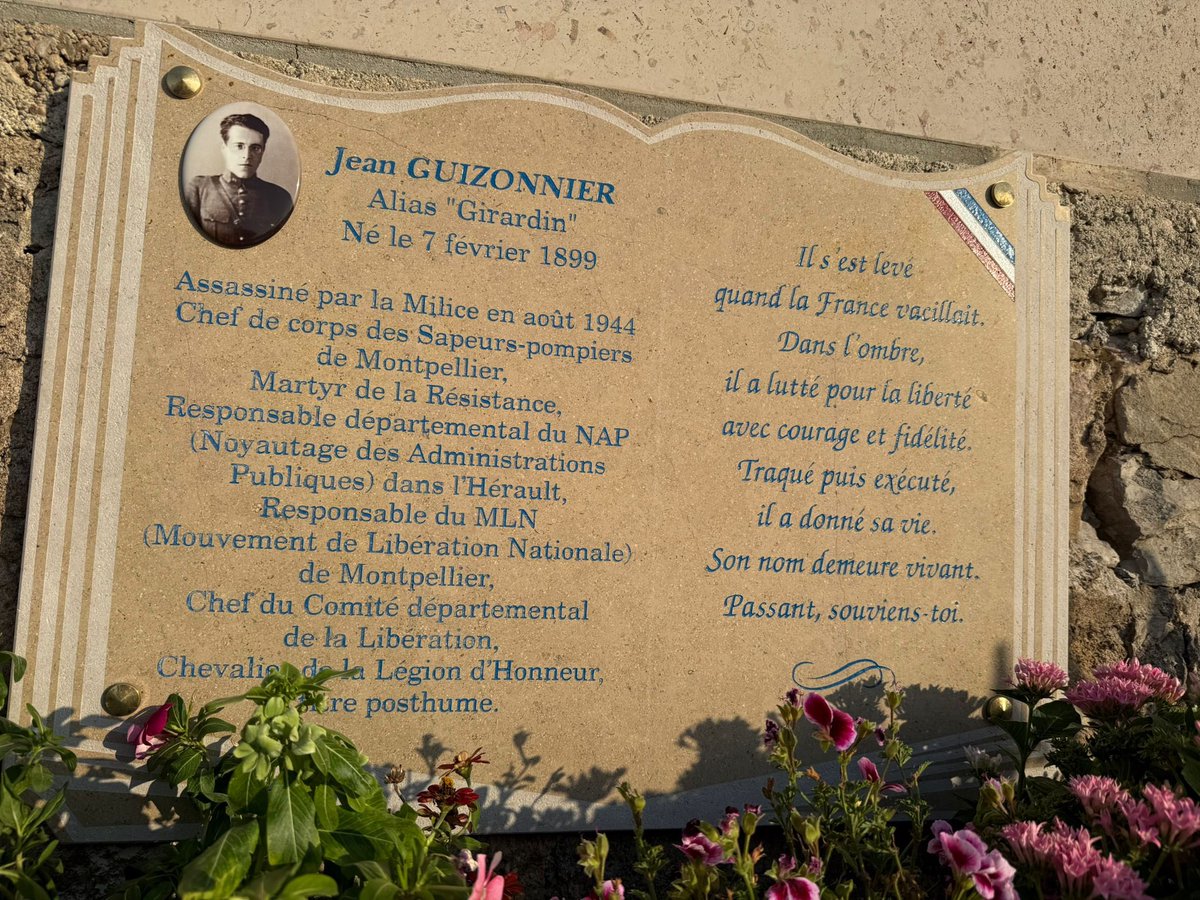 Jean GUIZONNIER
Alias "Girardin"
Né le 7 février 1899
Assassiné par la Milice en août 1944
Chef de corps des Sapeurs-pompiers
de Montpellier,
Martyr de la Résistance,
Responsable départemental du NAP
(Noyautage des Administrations
Publiques) dans l'Hérault,
Responsable du MLN
(Mouvement de Libération Nationale)
de Montpellier,
Chef du Comité départemental
de la Libération,
Chevalier de la Légion d'Honneur,
posthume.
Il s'est levé
quand la France vacillait.
Dans l'ombre,
il a lutté pour la liberté
avec courage et fidélité.
Traqué puis exécuté,
il a donné sa vie.
Son nom demeure vivant.
Passant, souviens-toi.